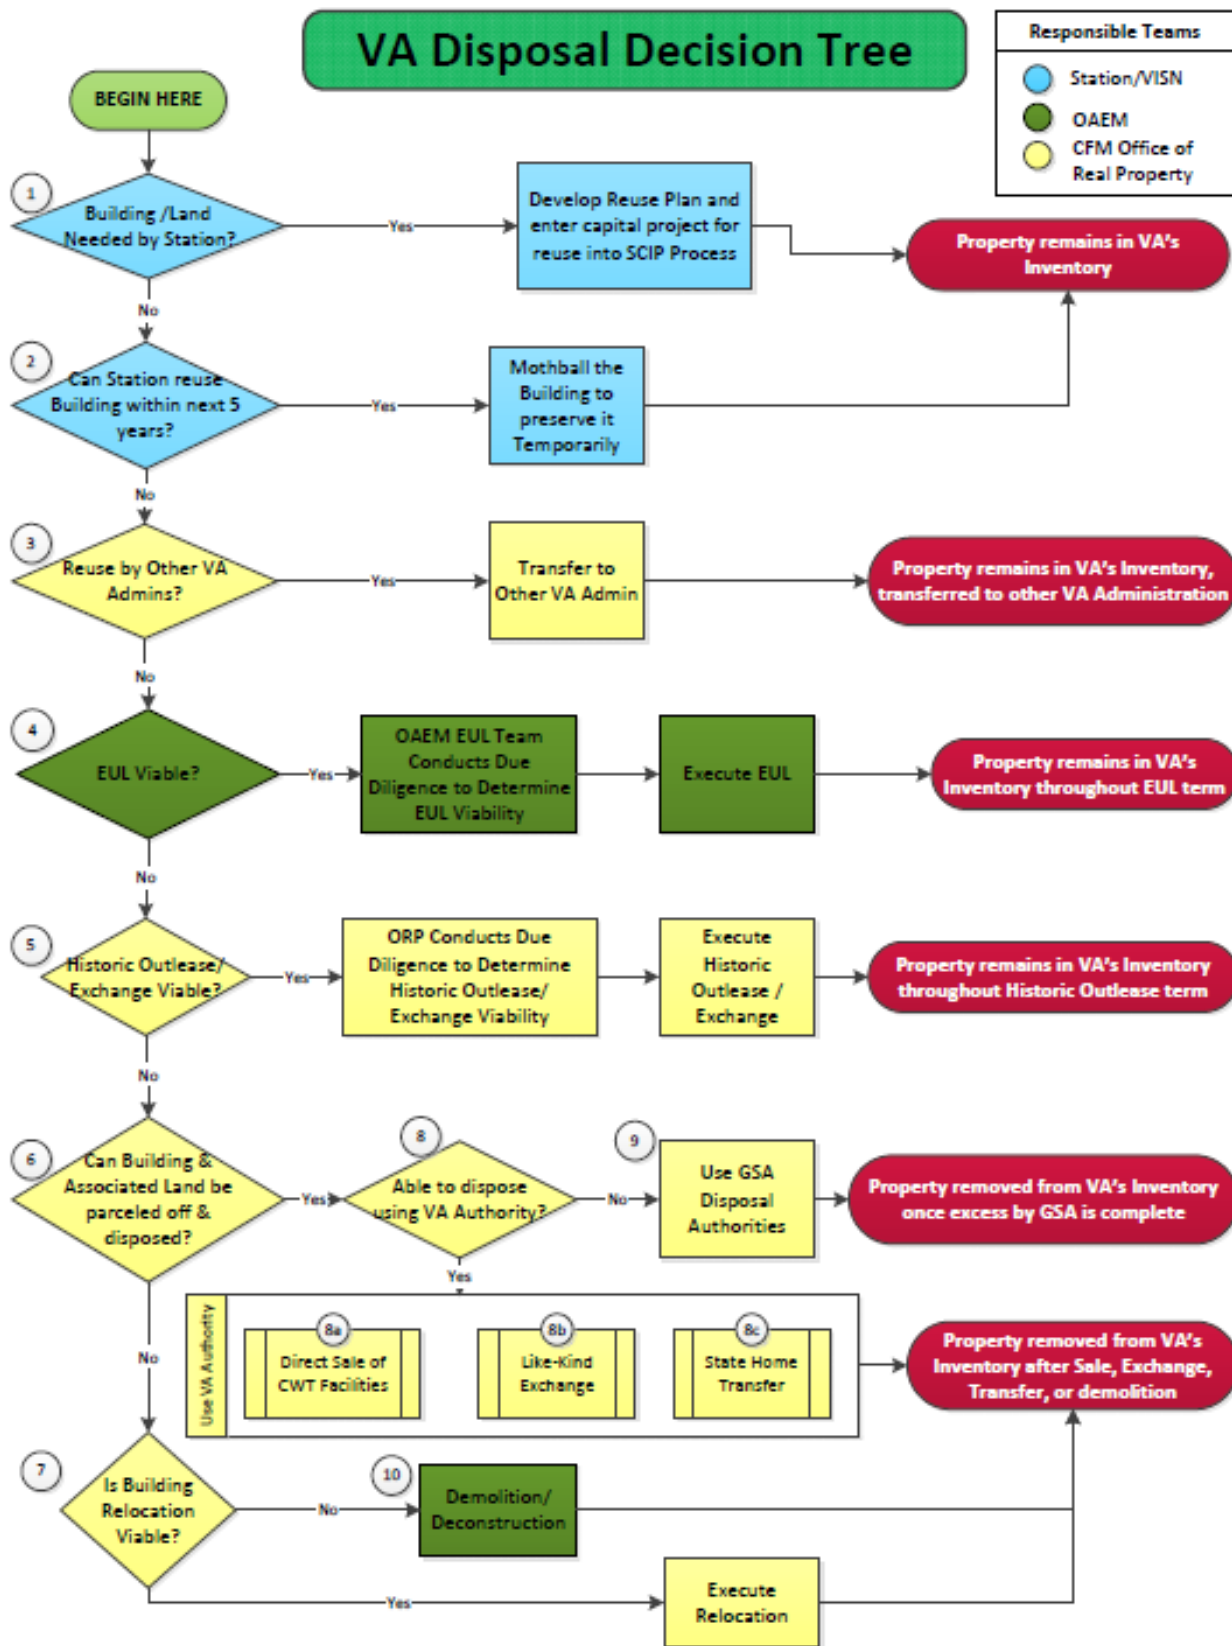 VA Disposal Decision Tree
Responsible Teams
Station/VISN
OAEM
CFM Office of
Real Property
BEGIN HERE
1
Building /Land
Needed by Station?
Yes
Develop Reuse Plan and
enter capital project for
reuse into SCIP Process
Property remains in VA's
Inventory
No
2
Can Station reuse
Building within next 5
years?
Yes
Mothball the
Building to
preserve it
Temporarily
No
3
Reuse by Other VA
Admins?
Yes
Transfer to
Other VA Admin
Property remains in VA's Inventory,
transferred to other VA Administration
No
4
EUL Viable?
Yes
OAEM EUL Team
Conducts Due
Diligence to Determine
EUL Viability
Execute EUL
Property remains in VA's
Inventory throughout EUL term
No
5
Historic Outlease/
Exchange Viable?
Yes
ORP Conducts Due
Diligence to Determine
Historic Outlease/
Exchange Viability
Execute
Historic
Outlease /
Exchange
Property remains in VA's Inventory
throughout Historic Outlease term
No
6
Can Building &
Associated Land be
parceled off &
disposed?
Yes
8
Able to dispose
using VA Authority?
No
9
Use GSA
Disposal
Authorities
Property removed from VA's Inventory
once excess by GSA is complete
Yes
Use VA Authority
8a
Direct Sale of
CWT Facilities
8b
Like-Kind
Exchange
8c
State Home
Transfer
Property removed from VA's
Inventory after Sale, Exchange,
Transfer, or demolition
No
7
Is Building
Relocation
Viable?
No
10
Demolition/
Deconstruction
Yes
Execute
Relocation